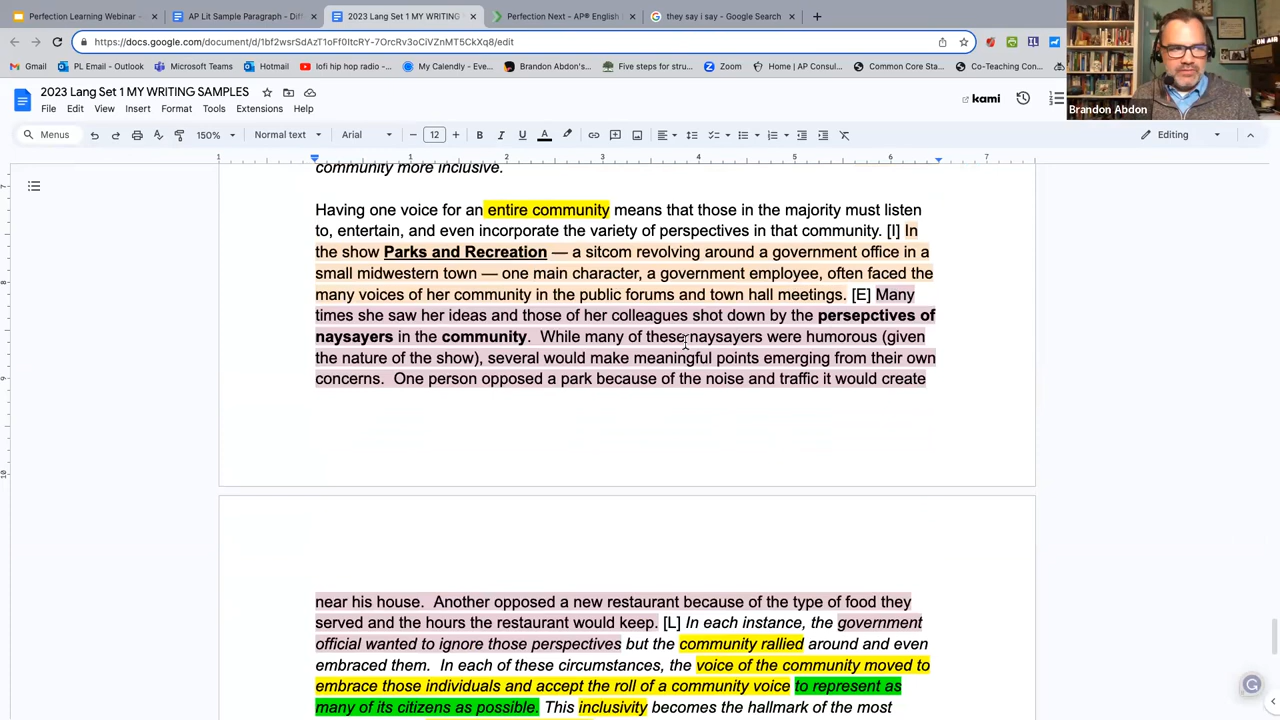 Perfection Learning Webinar -
AP Lit Sample Paragraph - Diff
2023 Lang Set 1 MY WRITING
Perfection Next - AP® English
they say i say - Google Search
https://docs.google.com/document/d/1bf2wsrSdAzT1oFf0ItcRY-7OrcRv3oCiVZnMT5CkXq8/edit
Gmail
PL Email - Outlook
Microsoft Teams
Hotmail
lofi hip hop radio -...
My Calendly - Eve...
Brandon Abdon's...
Five steps for stru...
Zoom
Home | AP Consul...
Common Core Sta...
Co-Teaching Con...
ON AIR
Brandon Abdon
2023 Lang Set 1 MY WRITING SAMPLES
File Edit View Insert Format Tools Extensions Help
kami
Menus 150% Normal text Arial 12 Editing
1 1 2 3 4 5 6 7
community more inclusive.
Having one voice for an entire community means that those in the majority must listen
to, entertain, and even incorporate the variety of perspectives in that community. [I] In
the show Parks and Recreation — a sitcom revolving around a government office in a
small midwestern town — one main character, a government employee, often faced the
many voices of her community in the public forums and town hall meetings. [E] Many
times she saw her ideas and those of her colleagues shot down by the persepctives of
naysayers in the community. While many of these naysayers were humorous (given
the nature of the show), several would make meaningful points emerging from their own
concerns. One person opposed a park because of the noise and traffic it would create
near his house. Another opposed a new restaurant because of the type of food they
served and the hours the restaurant would keep. [L] In each instance, the government
official wanted to ignore those perspectives but the community rallied around and even
embraced them. In each of these circumstances, the voice of the community moved to
embrace those individuals and accept the roll of a community voice to represent as
many of its citizens as possible. This inclusivity becomes the hallmark of the most